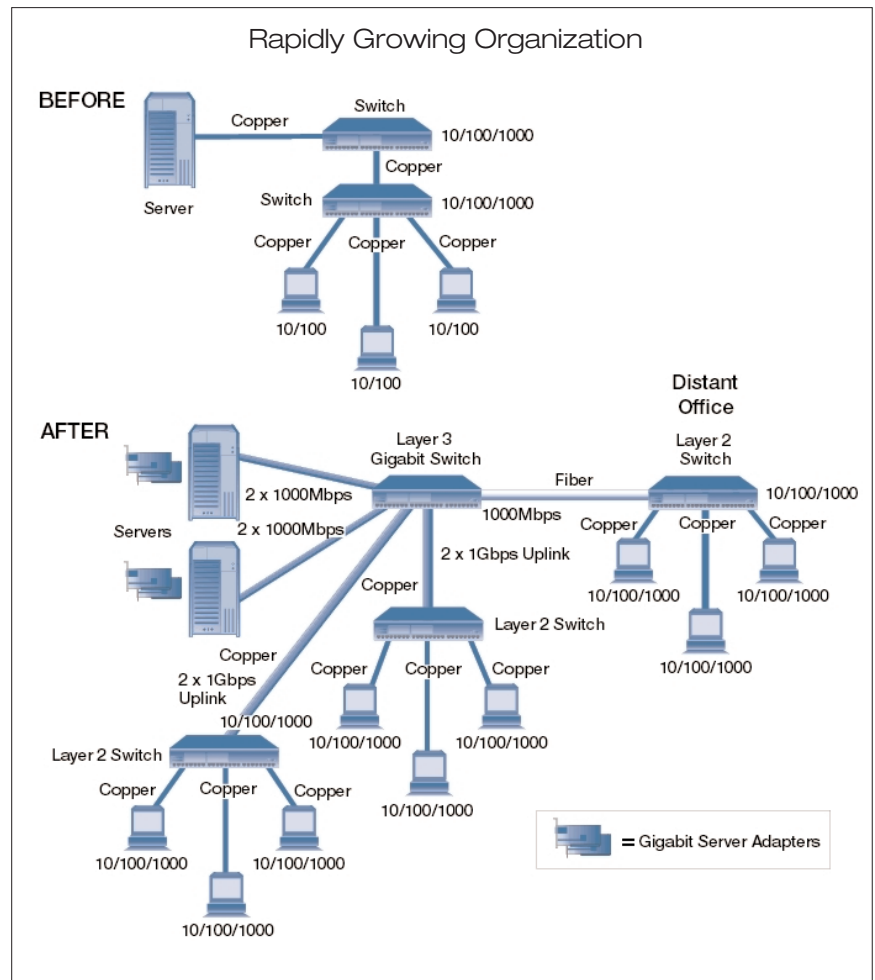 Rapidly Growing Organization
BEFORE
Switch
Copper
10/100/1000
Copper
Server
Switch
10/100/1000
Copper
Copper
Copper
10/100
10/100
10/100
Distant
Office
AFTER
Layer 3
Gigabit Switch
Layer 2
Switch
Fiber
2 x 1000Mbps
1000Mbps
10/100/1000
Servers
2 x 1000Mbps
Copper
Copper
Copper
2 x 1Gbps Uplink
Copper
10/100/1000
10/100/1000
Layer 2 Switch
10/100/1000
Copper
2 x 1Gbps
Uplink
Copper
Copper
Copper
10/100/1000
10/100/1000
10/100/1000
Layer 2 Switch
10/100/1000
Copper
Copper
Copper
10/100/1000
10/100/1000
10/100/1000
= Gigabit Server Adapters